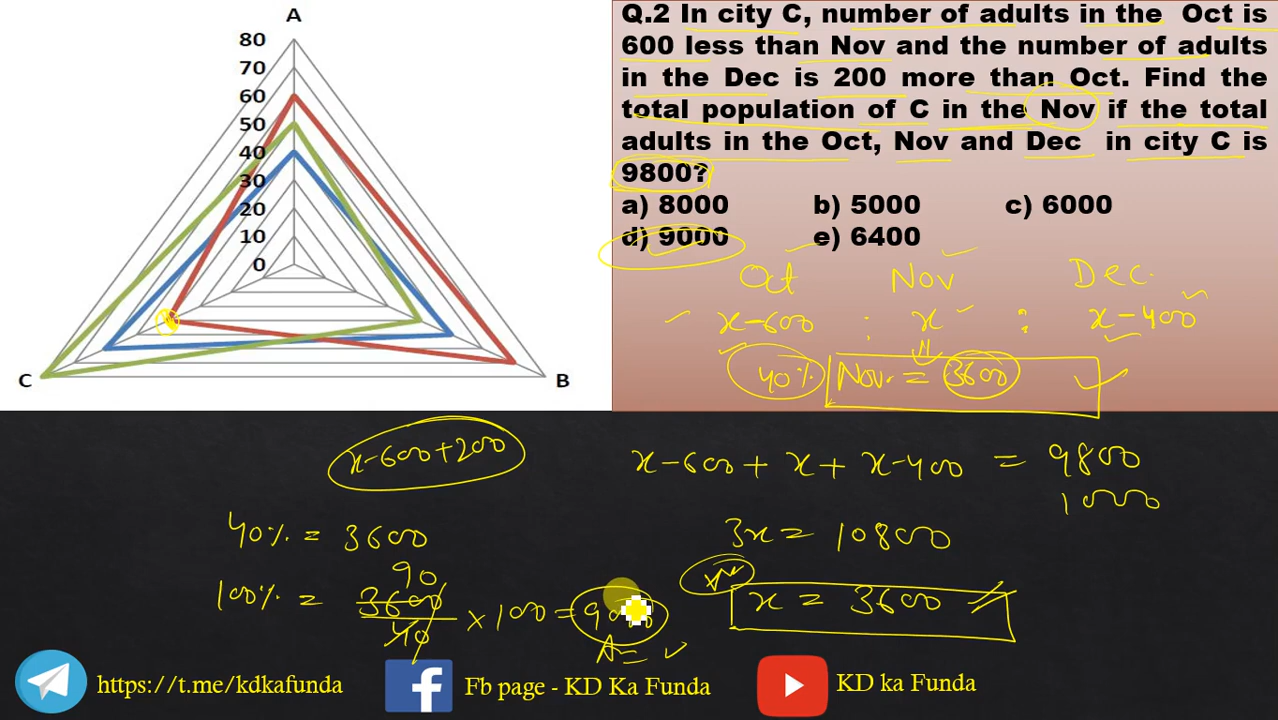 A
80
70
60
50
40
30
20
10
0
C
B
Q.2 In city C, number of adults in the Oct is
600 less than Nov and the number of adults
in the Dec is 200 more than Oct. Find the
total population of C in the Nov if the total
adults in the Oct, Nov and Dec in city C is
9800?
a) 8000 b) 5000 c) 6000
d) 9000 e) 6400
Oct Nov Dec.
x-600 : x : x-400
40% Nov. = 3600
x-600+200
x-600 + x + x-400 = 9800
1000
40% = 3600
3x = 10800
90
100% = 3600/40 × 100 = 9000
x = 3600
https://t.me/kdkafunda
Fb page - KD Ka Funda
KD ka Funda